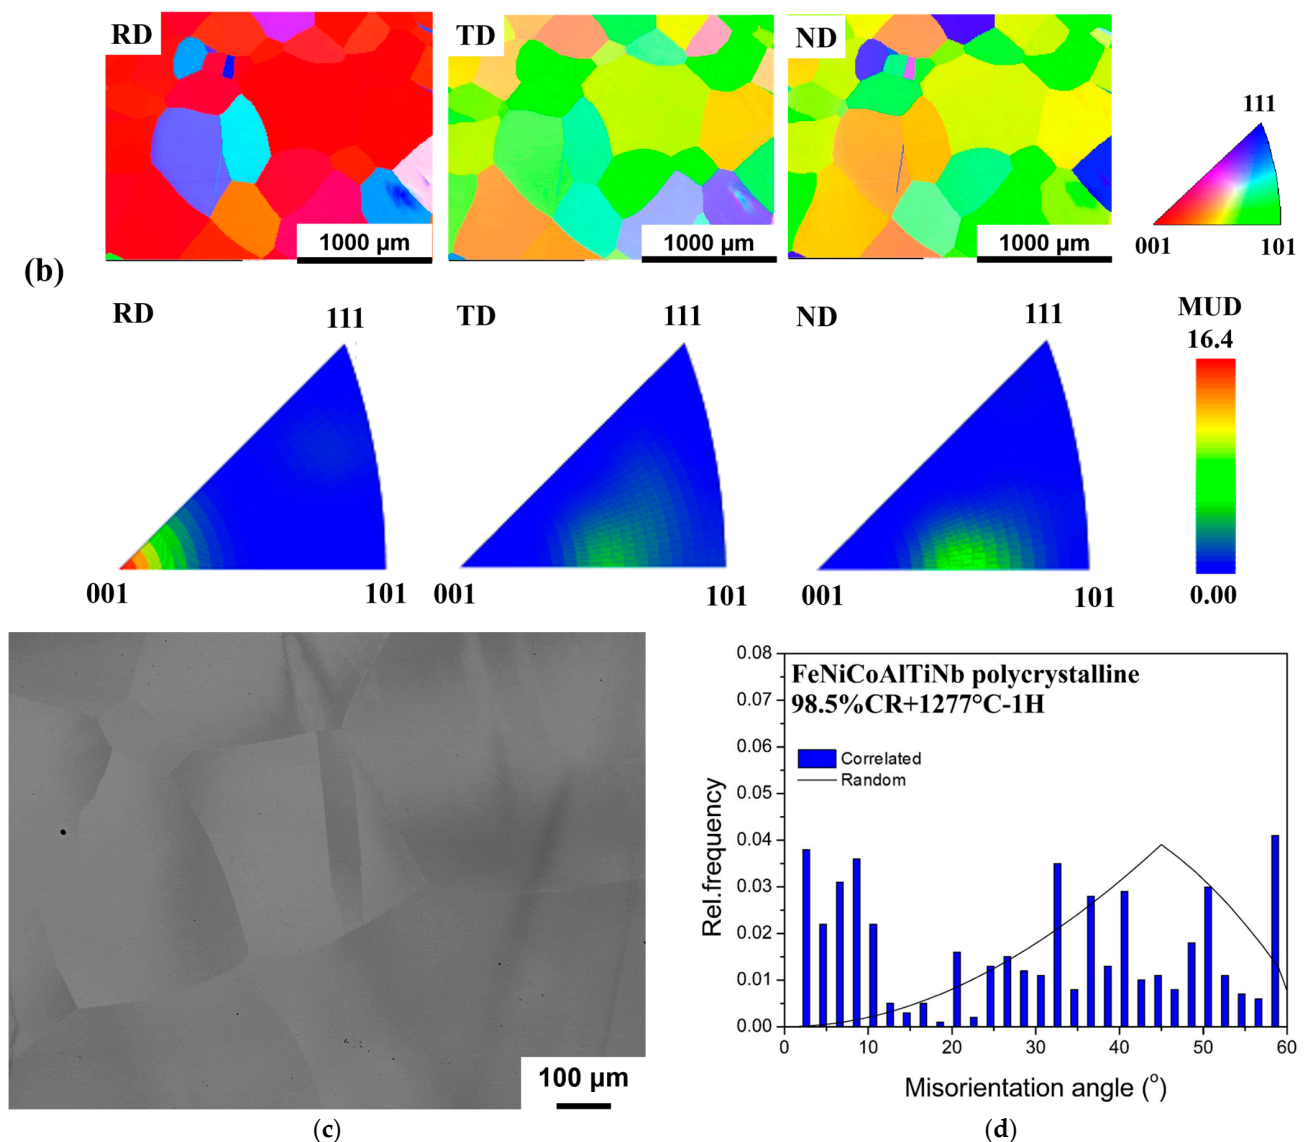 RD
TD
ND
111
1000 μm
1000 μm
1000 μm
001
101
(b)
RD
TD
ND
MUD
111
111
111
16.4
001
101
001
101
001
101
0.00
100 μm
(c)
0.08
0.07
0.06
0.05
0.04
0.03
0.02
0.01
0.00
Rel.frequency
FeNiCoAlTiNb polycrystalline
98.5%CR+1277°C-1H
Correlated
Random
0
10
20
30
40
50
60
Misorientation angle (°)
(d)